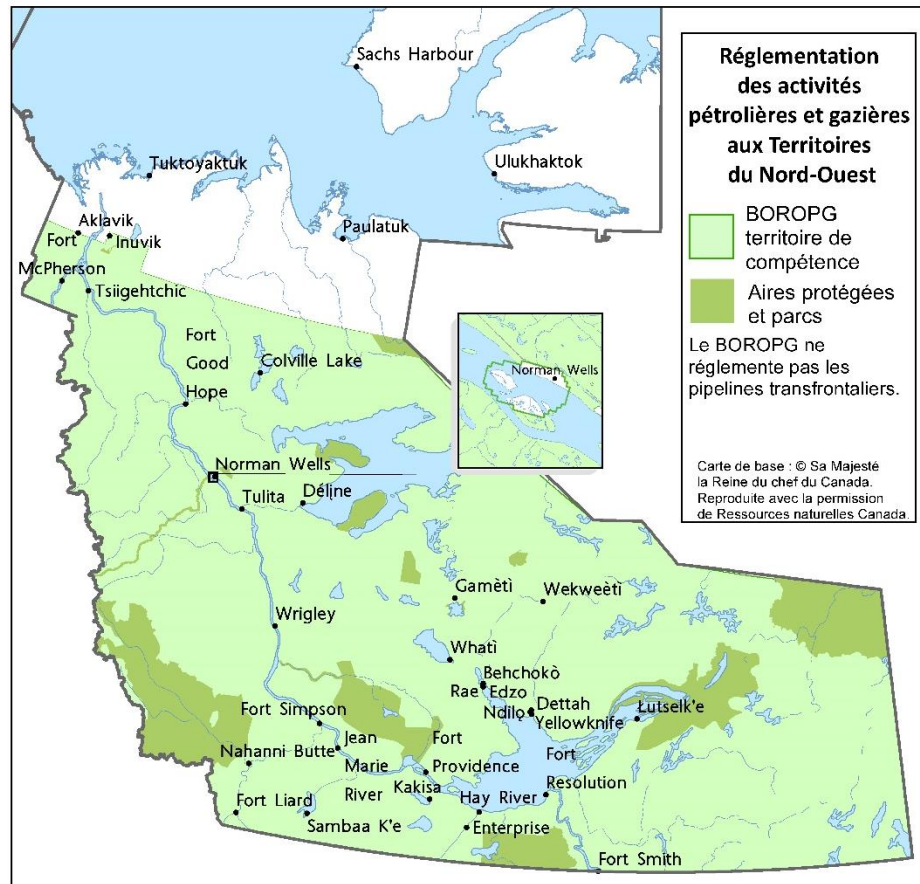 Sachs Harbour
Tuktoyaktuk
Ulukhaktok
Paulatuk
Aklavik
Inuvik
Fort
McPherson
Tsiigehtchic
Fort
Good
Hope
Colville Lake
Norman Wells
Tulita
Déline
Norman Wells
Gamètì
Wekweètì
Wrigley
Whatì
Behchokò
Rae Edzo
Ndilǫ
Dettah
Yellowknife
Łutselk'e
Fort Simpson
Jean
Marie
River
Nahanni Butte
Fort
Providence
Kakisa
Fort
Resolution
Hay River
Fort Liard
Sambaa K'e
Enterprise
Fort Smith
Réglementation
des activités
pétrolières et gazières
aux Territoires
du Nord-Ouest
BOROPG
territoire de
compétence
Aires protégées
et parcs
Le BOROPG ne
réglemente pas les
pipelines transfrontaliers.
Carte de base : © Sa Majesté
la Reine du chef du Canada.
Reproduite avec la permission
de Ressources naturelles Canada.